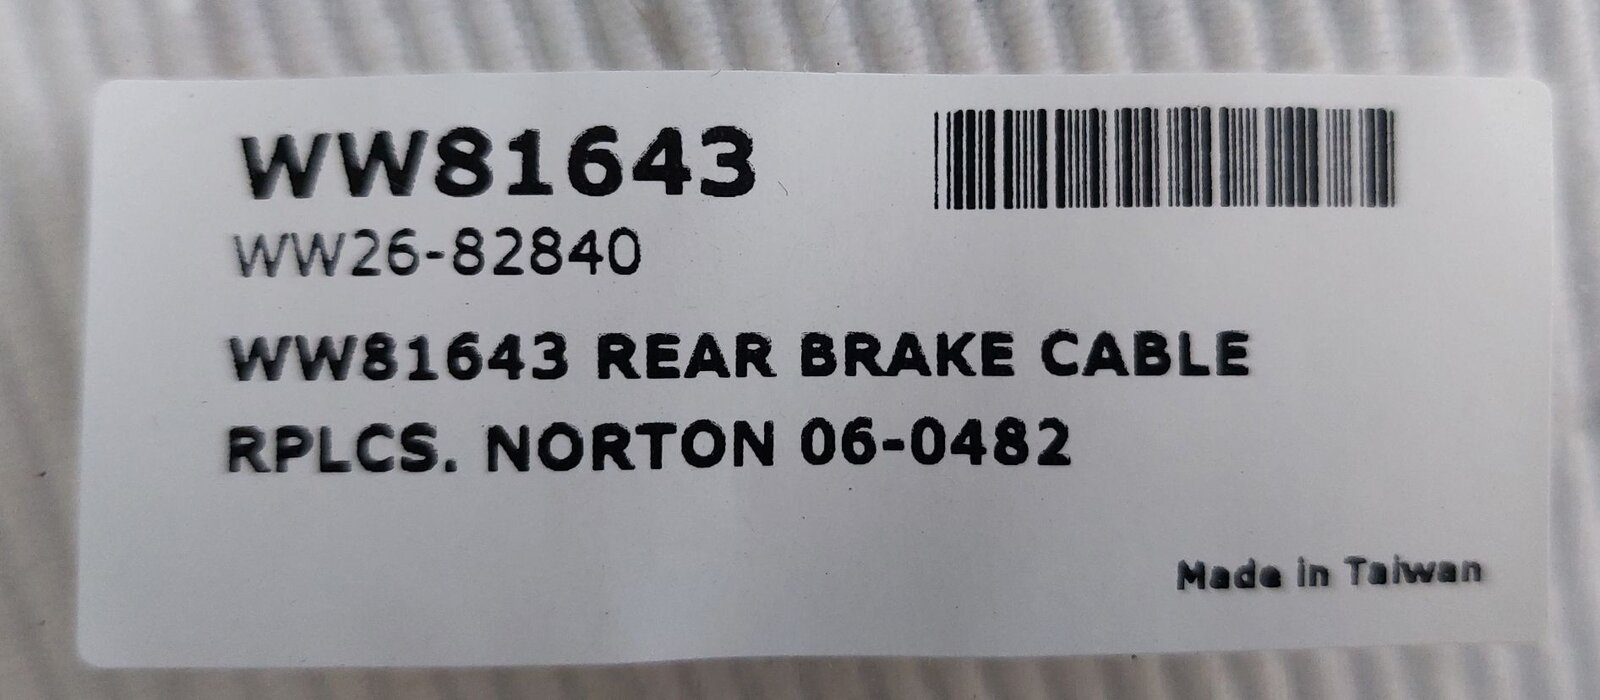 WW81643
WW26-82840
WW81643 REAR BRAKE CABLE
RPLCS. NORTON 06-0482
Made in Taiwan